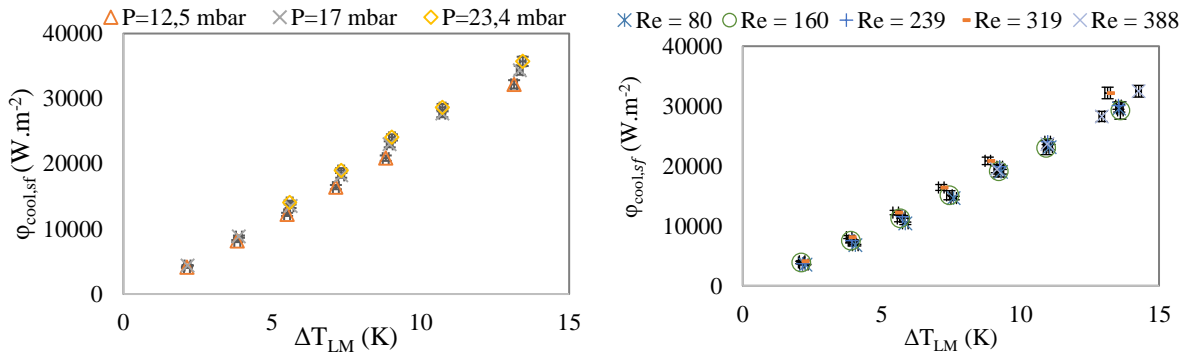 P=12,5 mbar P=17 mbar P=23,4 mbar
40000
30000
20000
10000
0
φcool,sf (W.m-2)
0 5 10 15
ΔTLM (K)
Re = 80 Re = 160 Re = 239 Re = 319 Re = 388
40000
30000
20000
10000
0
φcool,sf (W.m-2)
0 5 10 15
ΔTLM (K)